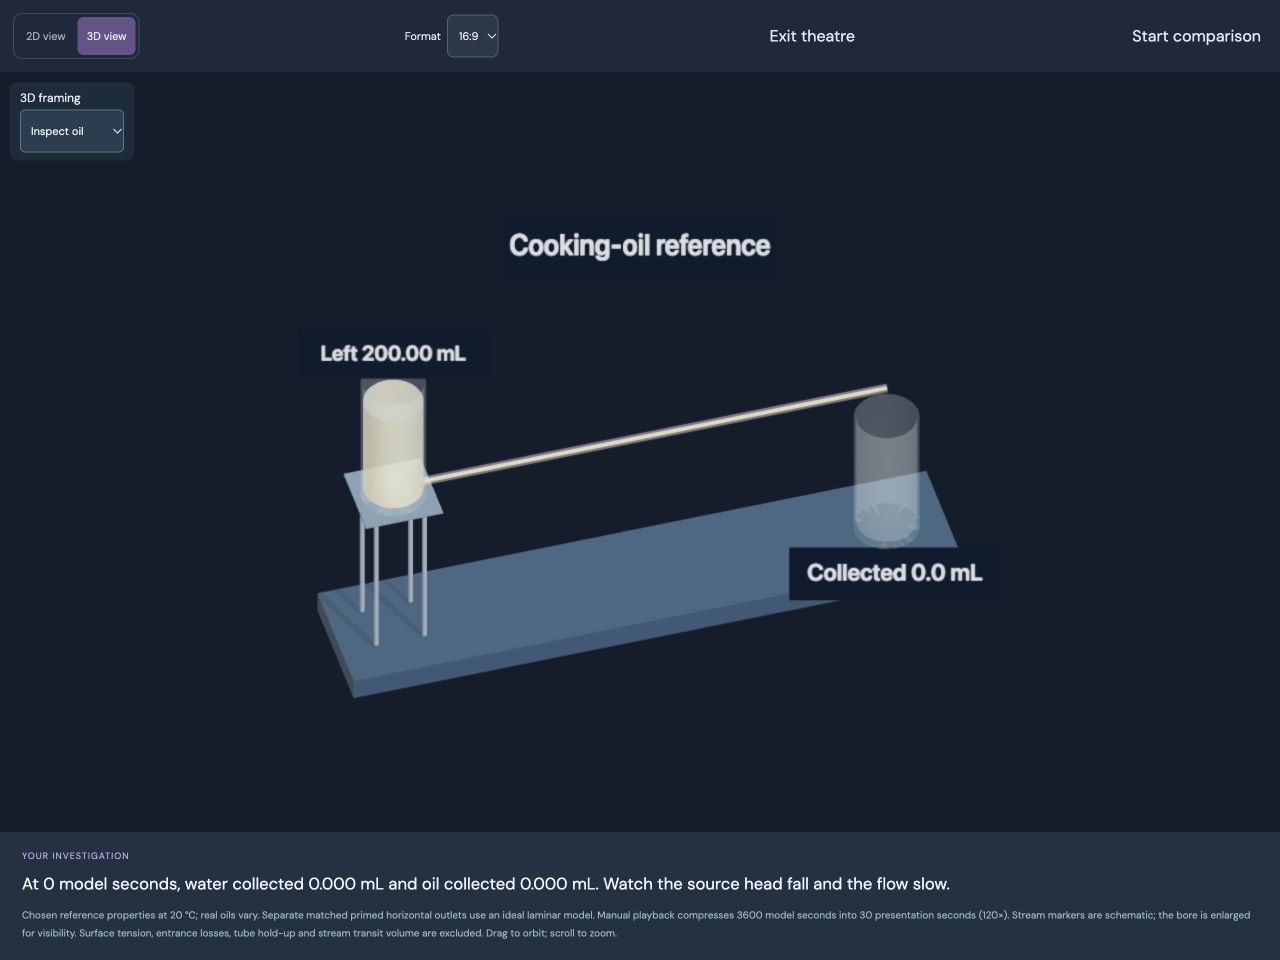 2D view
3D view
Format
16:9
Exit theatre
Start comparison
3D framing
Inspect oil
Cooking-oil reference
Left 200.00 mL
Collected 0.0 mL
YOUR INVESTIGATION
At 0 model seconds, water collected 0.000 mL and oil collected 0.000 mL. Watch the source head fall and the flow slow.
Chosen reference properties at 20 °C; real oils vary. Separate matched primed horizontal outlets use an ideal laminar model. Manual playback compresses 3600 model seconds into 30 presentation seconds (120×). Stream markers are schematic; the bore is enlarged
for visibility. Surface tension, entrance losses, tube hold-up and stream transit volume are excluded. Drag to orbit; scroll to zoom.